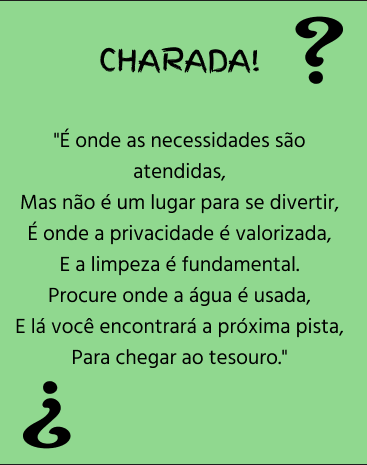 CHARADA!
?
"É onde as necessidades são
atendidas,
Mas não é um lugar para se divertir,
É onde a privacidade é valorizada,
E a limpeza é fundamental.
Procure onde a água é usada,
E lá você encontrará a próxima pista,
Para chegar ao tesouro."
¿